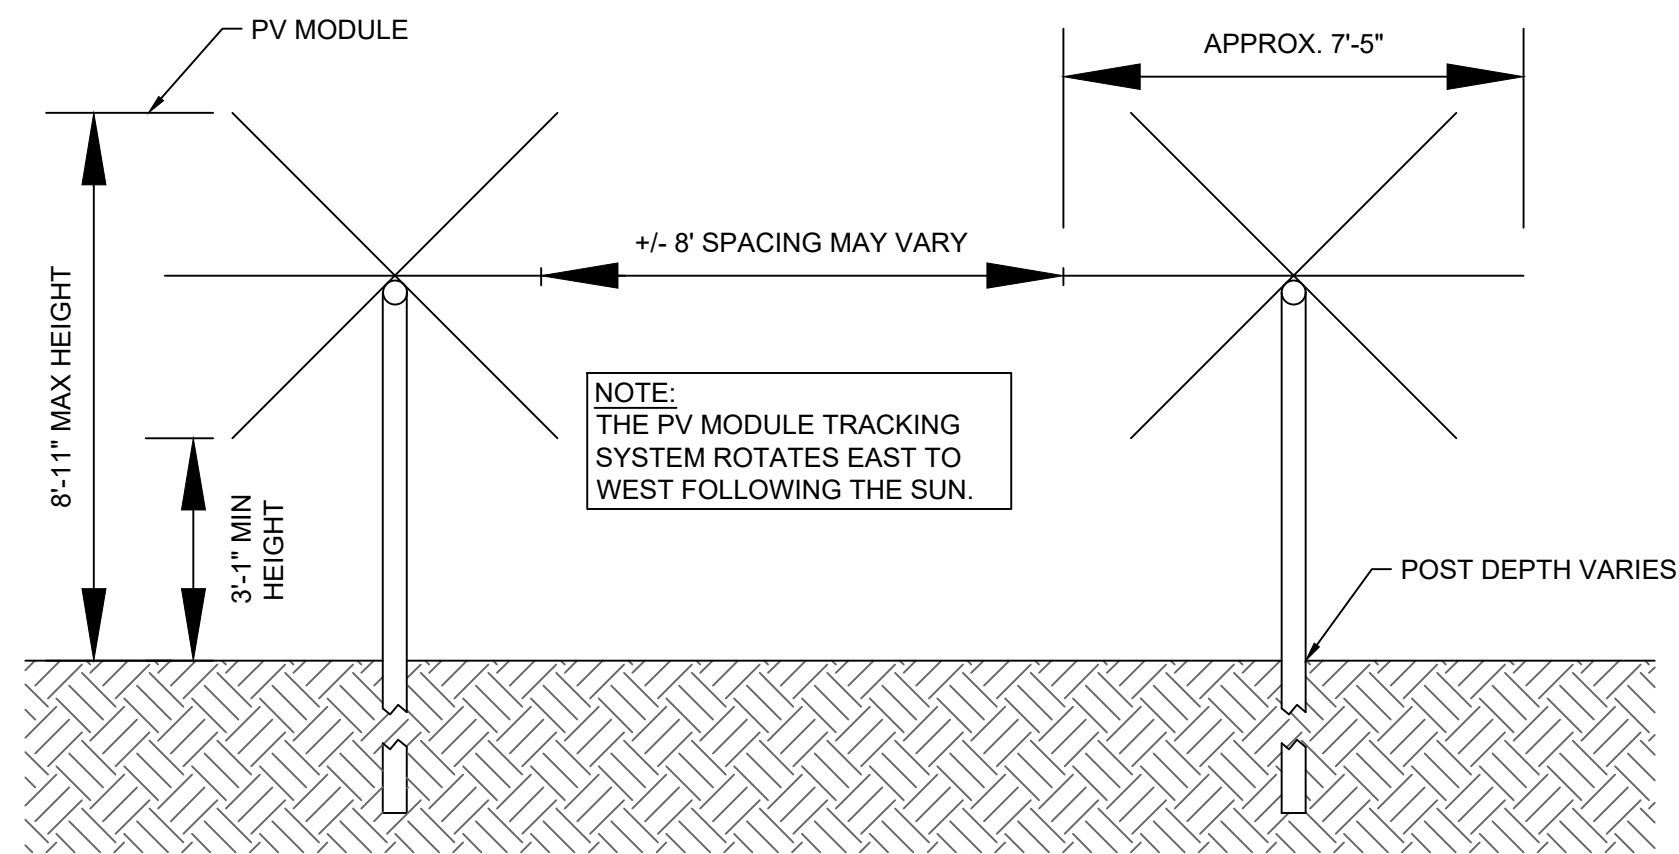 PV MODULE
APPROX. 7'-5"
+/- 8' SPACING MAY VARY
8'-11" MAX HEIGHT
3'-1" MIN
HEIGHT
NOTE:
THE PV MODULE TRACKING
SYSTEM ROTATES EAST TO
WEST FOLLOWING THE SUN.
POST DEPTH VARIES